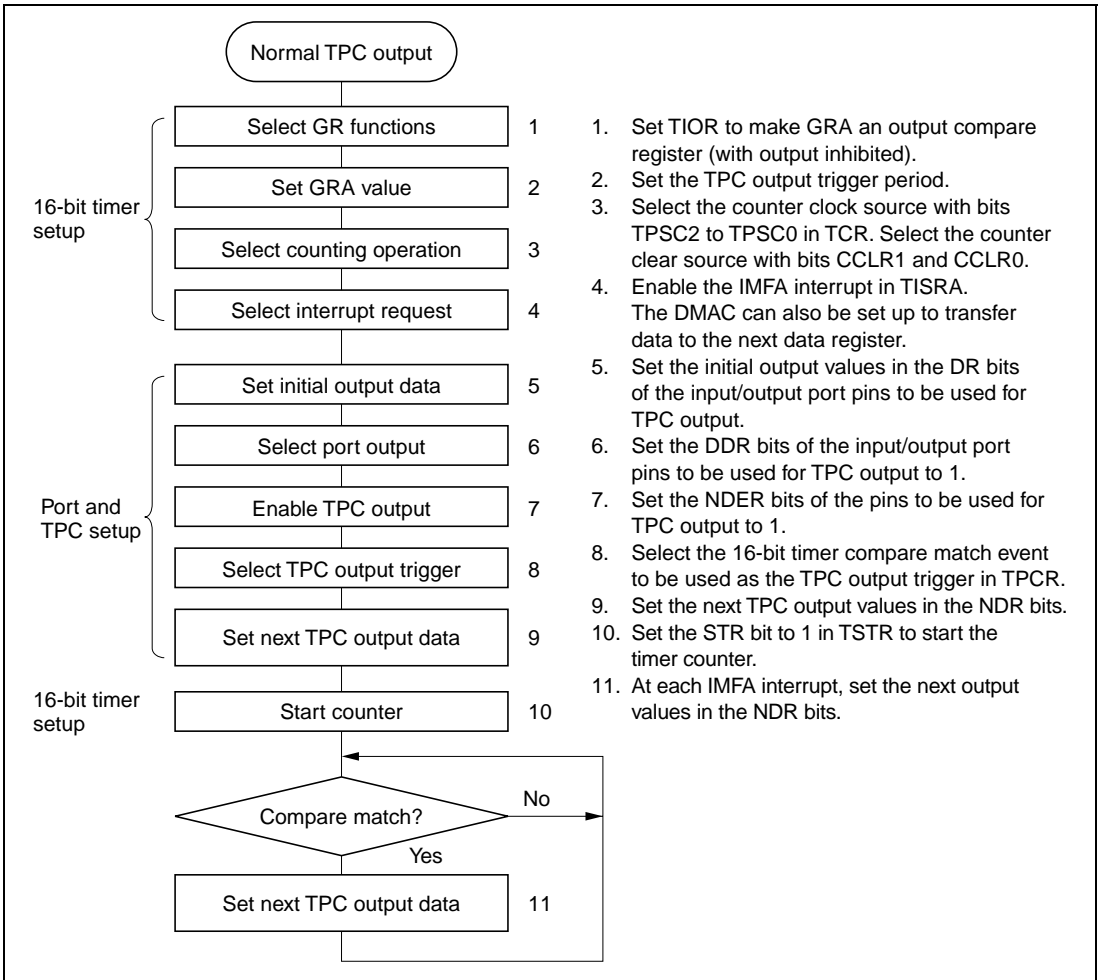 Normal TPC output
16-bit timer
setup
Select GR functions
1
Set GRA value
2
Select counting operation
3
Select interrupt request
4
Port and
TPC setup
Set initial output data
5
Select port output
6
Enable TPC output
7
Select TPC output trigger
8
Set next TPC output data
9
16-bit timer
setup
Start counter
10
Compare match?
No
Yes
Set next TPC output data
11
1. Set TIOR to make GRA an output compare
register (with output inhibited).
2. Set the TPC output trigger period.
3. Select the counter clock source with bits
TPSC2 to TPSC0 in TCR. Select the counter
clear source with bits CCLR1 and CCLR0.
4. Enable the IMFA interrupt in TISRA.
The DMAC can also be set up to transfer
data to the next data register.
5. Set the initial output values in the DR bits
of the input/output port pins to be used for
TPC output.
6. Set the DDR bits of the input/output port
pins to be used for TPC output to 1.
7. Set the NDER bits of the pins to be used for
TPC output to 1.
8. Select the 16-bit timer compare match event
to be used as the TPC output trigger in TPCR.
9. Set the next TPC output values in the NDR bits.
10. Set the STR bit to 1 in TSTR to start the
timer counter.
11. At each IMFA interrupt, set the next output
values in the NDR bits.